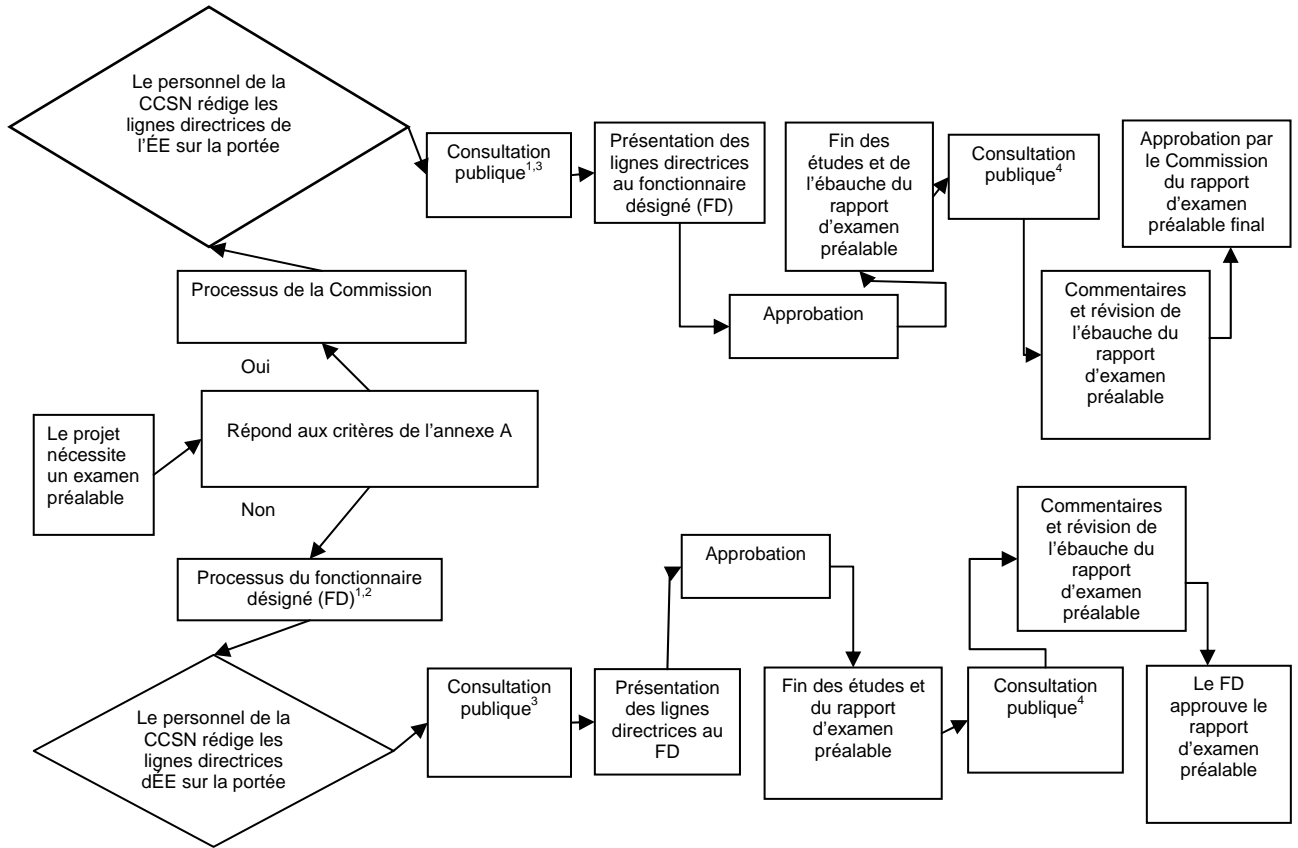 Le personnel de la
CCSN rédige les
lignes directrices de
l'ÉE sur la portée
Consultation
publique1,3
Présentation des
lignes directrices
au fonctionnaire
désigné (FD)
Approbation
Fin des
études et de
l'ébauche du
rapport
d'examen
préalable
Consultation
publique4
Commentaires
et révision de
l'ébauche du
rapport
d'examen
préalable
Approbation par
le Commission
du rapport
d'examen
préalable final
Processus de la Commission
Oui
Le projet
nécessite
un examen
préalable
Répond aux critères de l'annexe A
Non
Processus du fonctionnaire
désigné (FD)1,2
Le personnel de la
CCSN rédige les
lignes directrices
dÉE sur la portée
Consultation
publique3
Présentation
des lignes
directrices au
FD
Approbation
Fin des études et
du rapport
d'examen
préalable
Consultation
publique4
Commentaires
et révision de
l'ébauche du
rapport
d'examen
préalable
Le FD
approuve le
rapport
d'examen
préalable